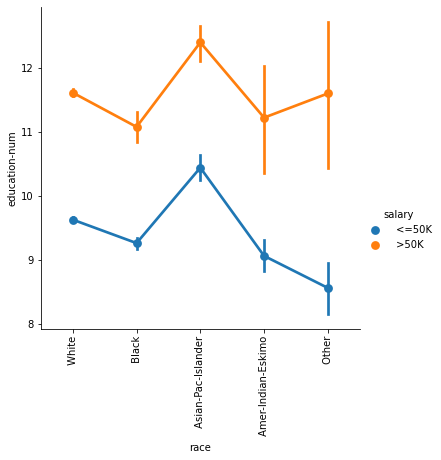 12
11
10
9
8
education-num
White
Black
Asian-Pac-Islander
Amer-Indian-Eskimo
Other
race
salary
<=50K
>50K